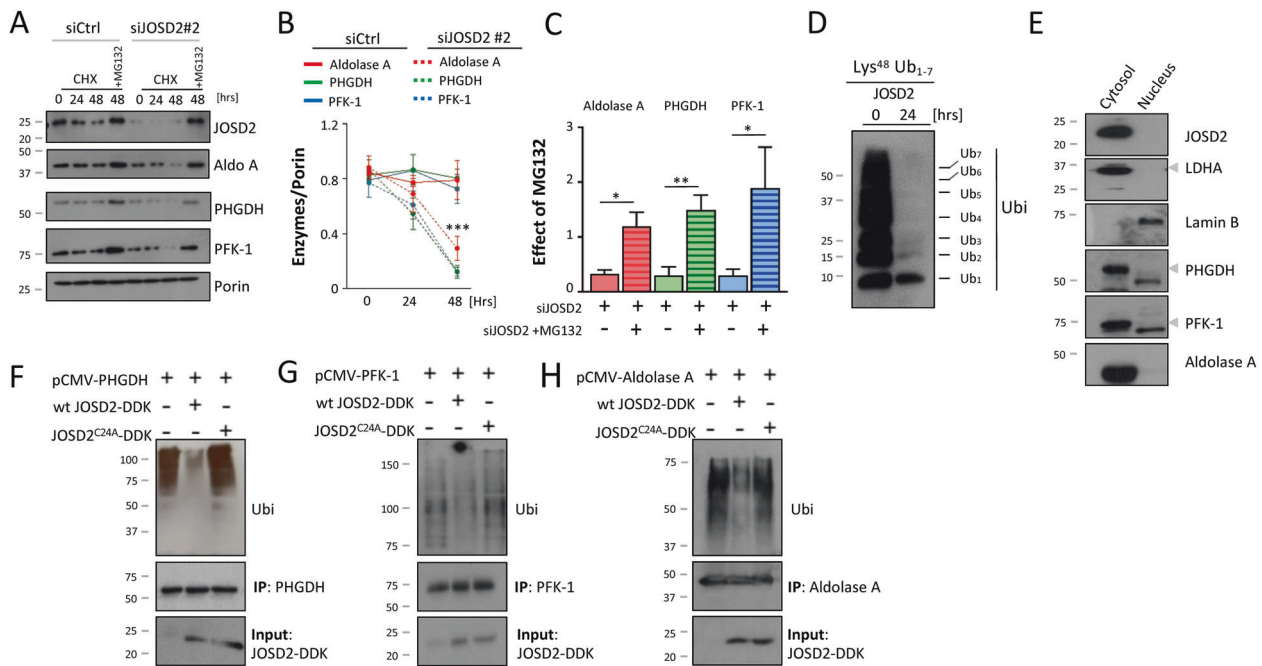 A
siCtrl siJOSD2#2
CHX +MG132 CHX +MG132
0 24 48 48 0 24 48 48 [hrs]
25
20
JOSD2
50
37
Aldo A
50
PHGDH
75
PFK-1
50
Porin
B
siCtrl siJOSD2 #2
Aldolase A Aldolase A
PHGDH PHGDH
PFK-1 PFK-1
Enzymes/Porin
1.2
0.8
0.4
0
***
0 24 48 [Hrs]
C
Aldolase A PHGDH PFK-1
Effect of MG132
3
2
1
0
* ** *
siJOSD2 + + + + + +
siJOSD2 +MG132 – + – + – +
D
Lys48 Ub1-7
JOSD2
0 24 [hrs]
50
37
25
15
10
Ub7
Ub6
Ub5
Ub4
Ub3
Ub2
Ub1
Ubi
E
Cytosol Nucleus
25
20
JOSD2
37
25
LDHA
75
Lamin B
50
PHGDH
75
50
PFK-1
50
Aldolase A
F
pCMV-PHGDH + + +
wt JOSD2-DDK – + –
JOSD2C24A-DDK – – +
100
75
50
37
Ubi
75
50
IP: PHGDH
25
20
Input:
JOSD2-DDK
G
pCMV-PFK-1 + + +
wt JOSD2-DDK – + –
JOSD2C24A-DDK – – +
150
100
75
Ubi
75
50
IP: PFK-1
25
20
Input:
JOSD2-DDK
H
pCMV-Aldolase A + + +
wt JOSD2-DDK – + –
JOSD2C24A-DDK – – +
75
50
37
Ubi
50
37
IP: Aldolase A
25
20
Input:
JOSD2-DDK